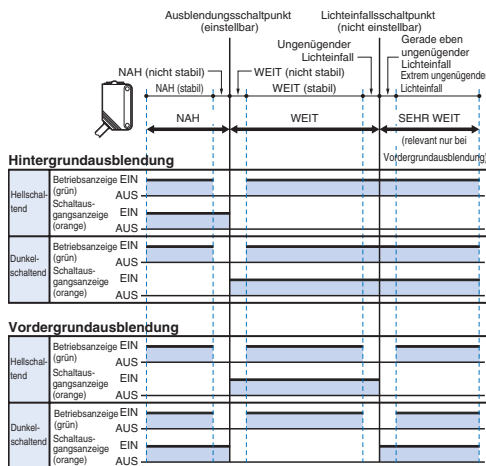 Ausblendungsschaltpunkt
(einstellbar)
Lichteinfallsschaltpunkt
(nicht einstellbar)
Ungenügender
Lichteinfall
Gerade eben
ungenügender
Lichteinfall
Extrem ungenügender
Lichteinfall
NAH (nicht stabil)
WEIT (nicht stabil)
NAH (stabil)
WEIT (stabil)
NAH
WEIT
SEHR WEIT
(relevant nur bei
Vordergrundausblendung)
Hintergrundausblendung
Hellschal-
tend
Betriebsanzeige EIN
(grün)
AUS
Schaltaus-
gangsanzeige
(orange)
EIN
AUS
Dunkel-
schaltend
Betriebsanzeige EIN
(grün)
AUS
Schaltaus-
gangsanzeige
(orange)
EIN
AUS
Vordergrundausblendung
Hellschal-
tend
Betriebsanzeige EIN
(grün)
AUS
Schaltaus-
gangsanzeige
(orange)
EIN
AUS
Dunkel-
schaltend
Betriebsanzeige EIN
(grün)
AUS
Schaltaus-
gangsanzeige
(orange)
EIN
AUS